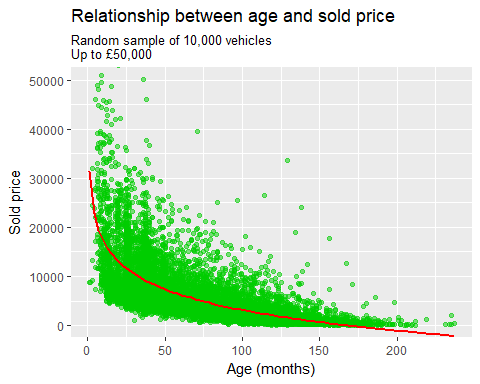 Relationship between age and sold price
Random sample of 10,000 vehicles
Up to £50,000
50000
40000
30000
20000
10000
0
Sold price
0 50 100 150 200
Age (months)